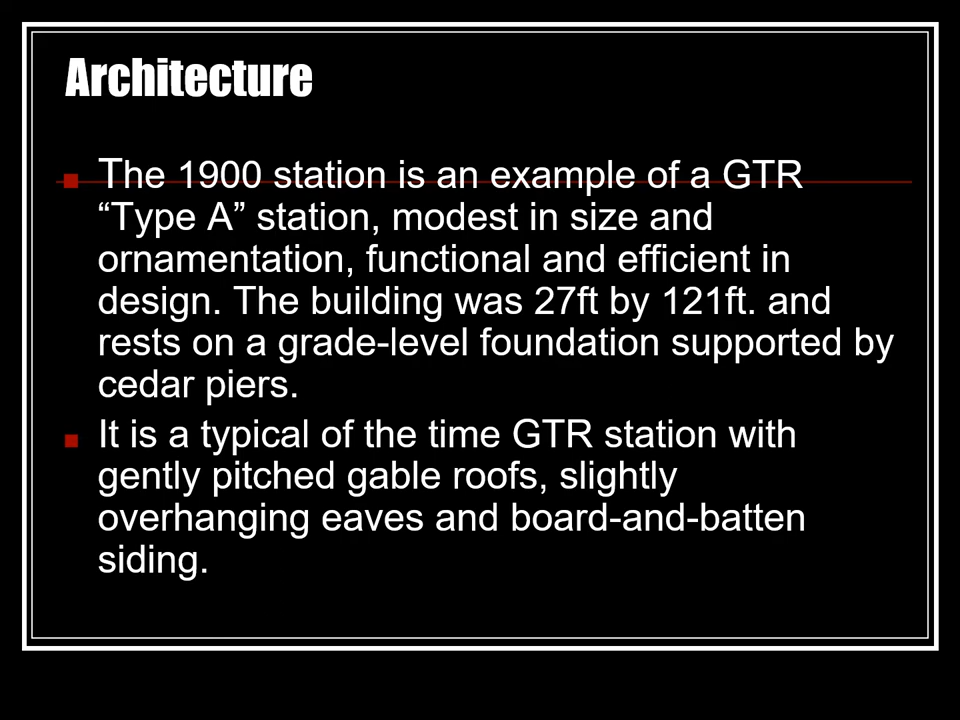 Architecture
The 1900 station is an example of a GTR
“Type A” station, modest in size and
ornamentation, functional and efficient in
design. The building was 27ft by 121ft. and
rests on a grade-level foundation supported by
cedar piers.
It is a typical of the time GTR station with
gently pitched gable roofs, slightly
overhanging eaves and board-and-batten
siding.